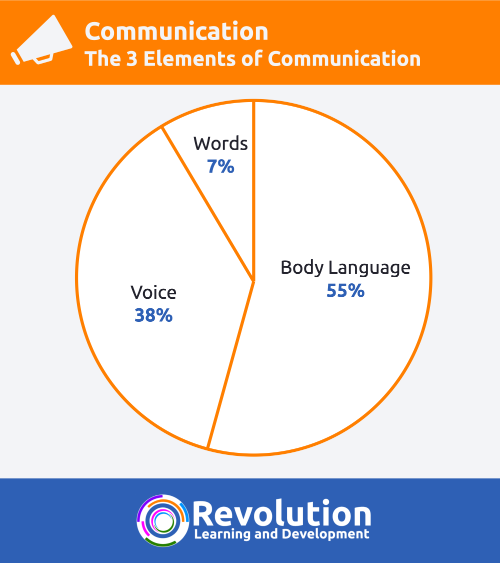 Communication
The 3 Elements of Communication
Words
7%
Body Language
55%
Voice
38%
Revolution
Learning and Development